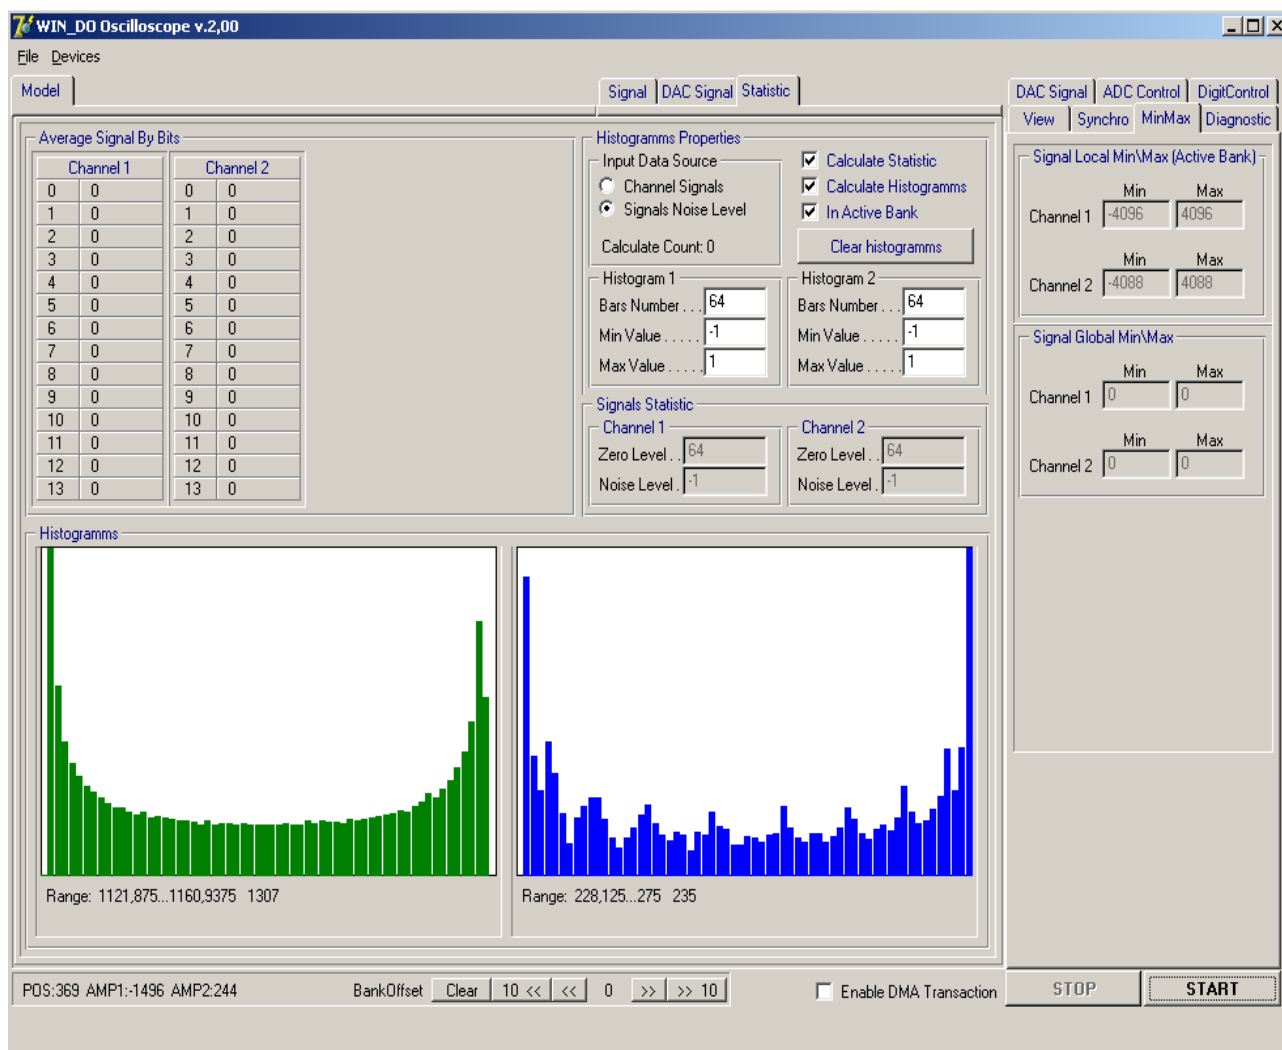 WIN_DO Oscilloscope v.2,00
File Devices
Model
Signal DAC Signal Statistic
DAC Signal ADC Control DigitControl
View Synchro MinMax Diagnostic
Average Signal By Bits
Channel 1 Channel 2
0 0 0 0
1 0 1 0
2 0 2 0
3 0 3 0
4 0 4 0
5 0 5 0
6 0 6 0
7 0 7 0
8 0 8 0
9 0 9 0
10 0 10 0
11 0 11 0
12 0 12 0
13 0 13 0
Histogramms Properties
Input Data Source
Channel Signals
Signals Noise Level
Calculate Count: 0
Calculate Statistic
Calculate Histogramms
In Active Bank
Clear histogramms
Histogram 1
Bars Number . . . 64
Min Value . . . . . -1
Max Value . . . . . 1
Histogram 2
Bars Number . . . 64
Min Value . . . . . -1
Max Value . . . . . 1
Signals Statistic
Channel 1
Zero Level . . 64
Noise Level . -1
Channel 2
Zero Level . . 64
Noise Level . -1
Signal Local Min\Max (Active Bank)
Min Max
Channel 1 -4096 4096
Min Max
Channel 2 -4088 4088
Signal Global Min\Max
Min Max
Channel 1 0 0
Min Max
Channel 2 0 0
Histogramms
Range: 1121,875...1160,9375 1307
Range: 228,125...275 235
POS:369 AMP1:-1496 AMP2:244
BankOffset Clear 10 << << 0 >> >> 10
Enable DMA Transaction
STOP START